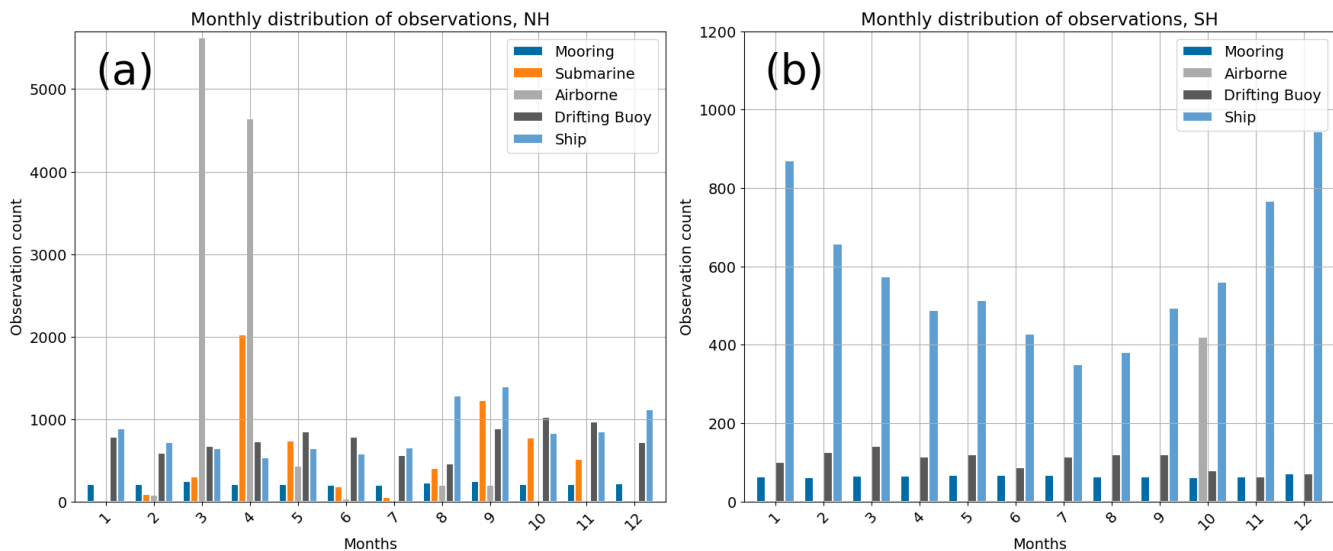 Monthly distribution of observations, NH
(a)
Mooring
Submarine
Airborne
Drifting Buoy
Ship
Observation count
5000
4000
3000
2000
1000
0
1 2 3 4 5 6 7 8 9 10 11 12
Months
Monthly distribution of observations, SH
(b)
Mooring
Airborne
Drifting Buoy
Ship
Observation count
1200
1000
800
600
400
200
0
1 2 3 4 5 6 7 8 9 10 11 12
Months